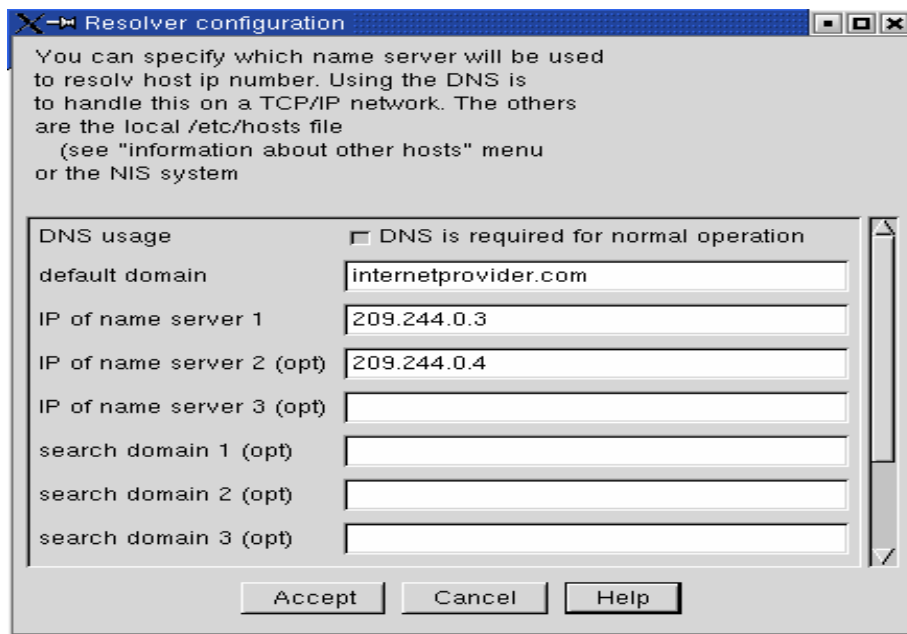 Resolver configuration
You can specify which name server will be used
to resolv host ip number. Using the DNS is
to handle this on a TCP/IP network. The others
are the local /etc/hosts file
(see "information about other hosts" menu
or the NIS system
DNS usage DNS is required for normal operation
default domain internetprovider.com
IP of name server 1 209.244.0.3
IP of name server 2 (opt) 209.244.0.4
IP of name server 3 (opt)
search domain 1 (opt)
search domain 2 (opt)
search domain 3 (opt)
Accept Cancel Help